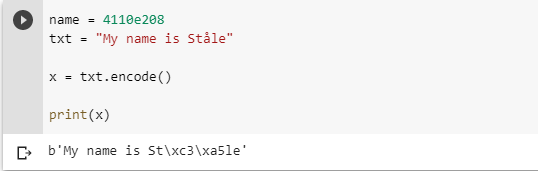 name = 4110e208
txt = "My name is Ståle"
x = txt.encode()
print(x)
b'My name is St\xc3\xa5le'